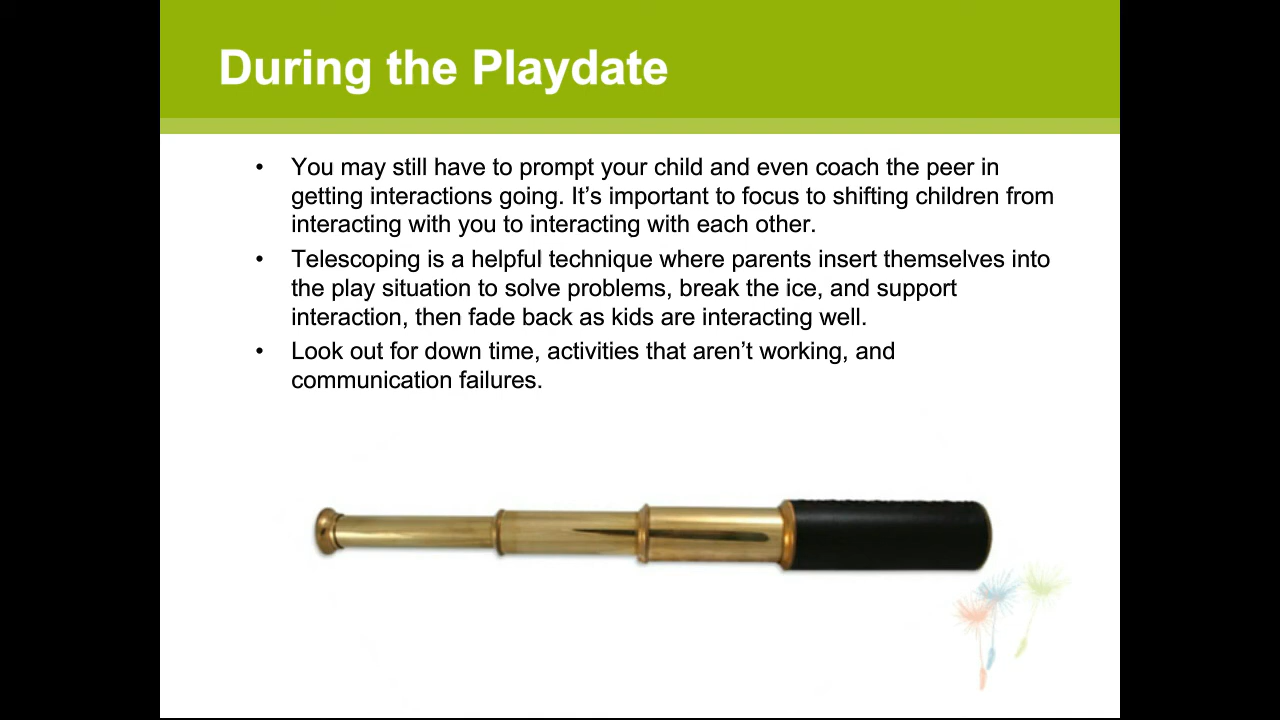 During the Playdate
• You may still have to prompt your child and even coach the peer in
getting interactions going. It’s important to focus to shifting children from
interacting with you to interacting with each other.
• Telescoping is a helpful technique where parents insert themselves into
the play situation to solve problems, break the ice, and support
interaction, then fade back as kids are interacting well.
• Look out for down time, activities that aren’t working, and
communication failures.